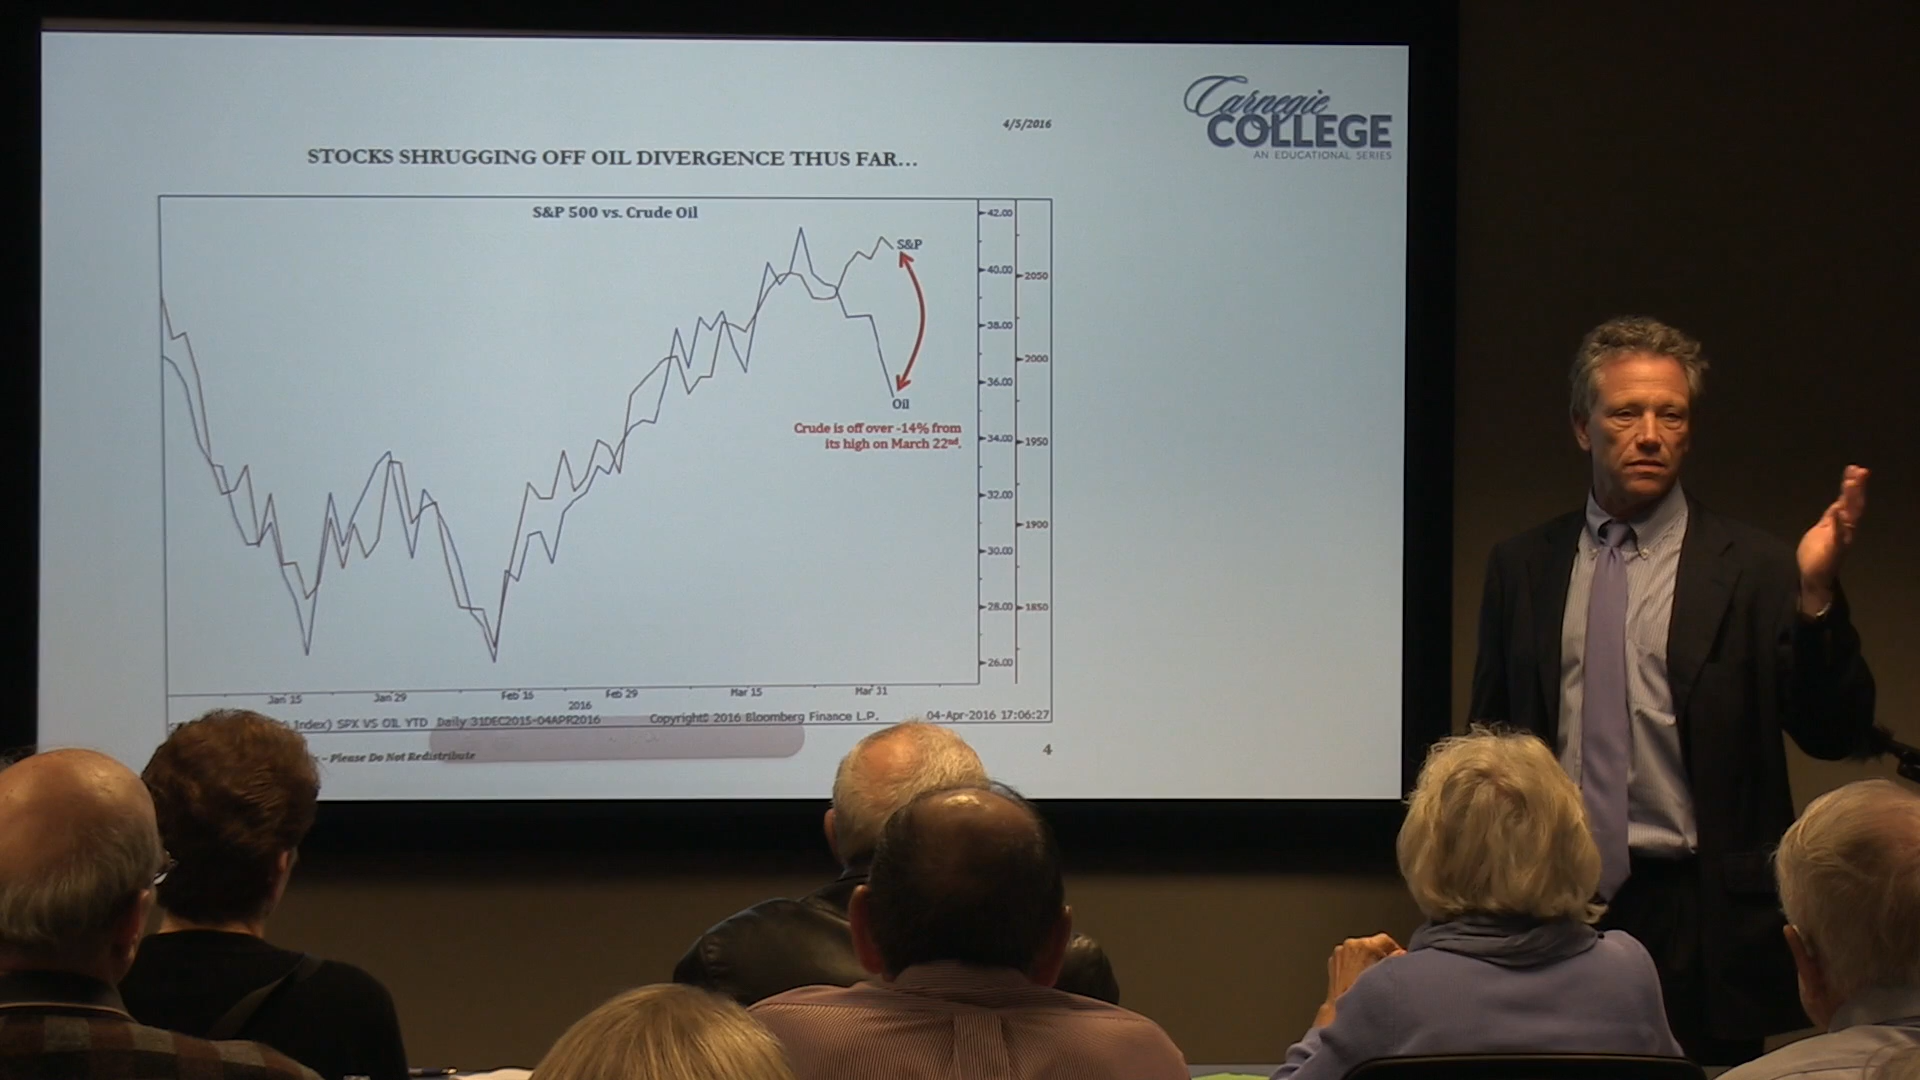 Carnegie
COLLEGE
AN EDUCATIONAL SERIES
4/5/2016
STOCKS SHRUGGING OFF OIL DIVERGENCE THUS FAR...
S&P 500 vs. Crude Oil
S&P
Oil
Crude is off over -14% from
its high on March 22nd.
42.00
40.00
38.00
36.00
34.00
32.00
30.00
28.00
26.00
2050
2000
1950
1900
1850
Jan 15 Jan 29 Feb 16 Feb 29 Mar 15 Mar 31
2016
Index) SPX VS OIL YTD Daily 31DEC2015-04APR2016 Copyright© 2016 Bloomberg Finance L.P. 04-Apr-2016 17:06:27
– Please Do Not Redistribute
4